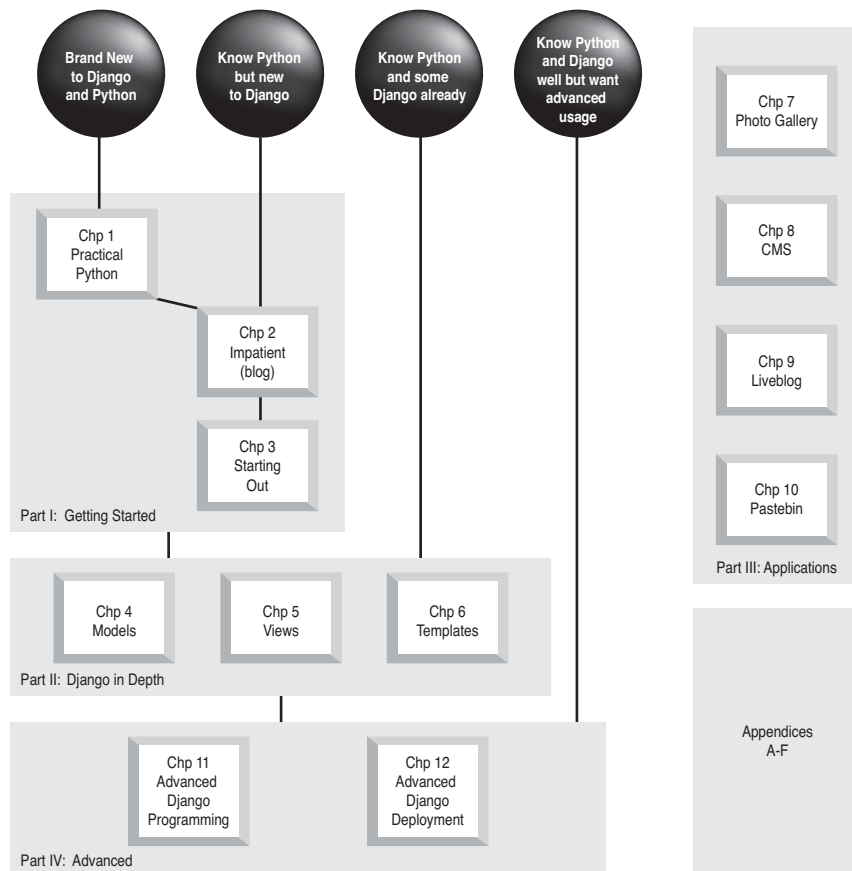 Brand New
to Django
and Python
Know Python
but new
to Django
Know Python
and some
Django already
Know Python
and Django
well but want
advanced
usage
Chp 1
Practical
Python
Chp 2
Impatient
(blog)
Chp 3
Starting
Out
Part I: Getting Started
Chp 4
Models
Chp 5
Views
Chp 6
Templates
Part II: Django in Depth
Chp 11
Advanced
Django
Programming
Chp 12
Advanced
Django
Deployment
Part IV: Advanced
Chp 7
Photo Gallery
Chp 8
CMS
Chp 9
Liveblog
Chp 10
Pastebin
Part III: Applications
Appendices
A-F